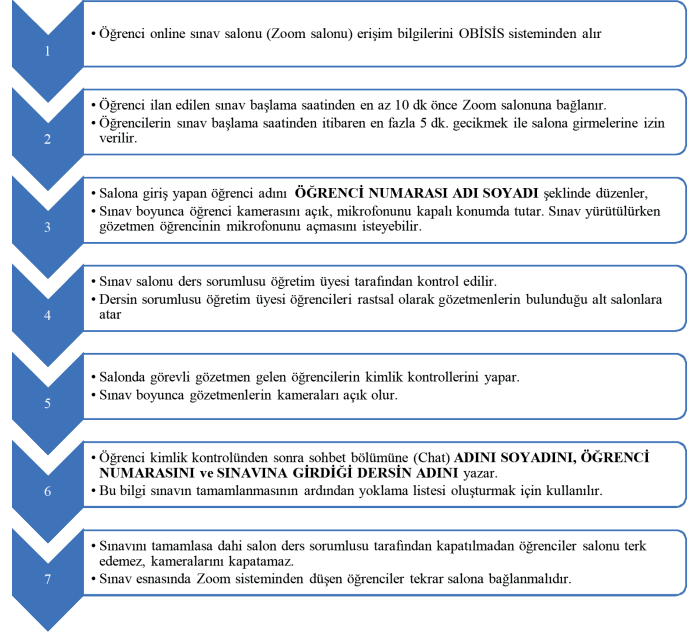 1
• Öğrenci online sınav salonu (Zoom salonu) erişim bilgilerini OBİSİS sisteminden alır
2
• Öğrenci ilan edilen sınav başlama saatinden en az 10 dk önce Zoom salonuna bağlanır.
• Öğrencilerin sınav başlama saatinden itibaren en fazla 5 dk. gecikmek ile salona girmelerine izin
verilir.
3
• Salona giriş yapan öğrenci adını ÖĞRENCİ NUMARASI ADI SOYADI şeklinde düzenler,
• Sınav boyunca öğrenci kamerasını açık, mikrofonunu kapalı konumda tutar. Sınav yürütülürken
gözetmen öğrencinin mikrofonunu açmasını isteyebilir.
4
• Sınav salonu ders sorumlusu öğretim üyesi tarafından kontrol edilir.
• Dersin sorumlusu öğretim üyesi öğrencileri rastsal olarak gözetmenlerin bulunduğu alt salonlara
atar
5
• Salonda görevli gözetmen gelen öğrencilerin kimlik kontrollerini yapar.
• Sınav boyunca gözetmenlerin kameraları açık olur.
6
• Öğrenci kimlik kontrolünden sonra sohbet bölümüne (Chat) ADINI SOYADINI, ÖĞRENCİ
NUMARASINI ve SINAVINA GİRDİĞİ DERSİN ADINI yazar.
• Bu bilgi sınavın tamamlanmasının ardından yoklama listesi oluşturmak için kullanılır.
7
• Sınavını tamamlasa dahi salon ders sorumlusu tarafından kapatılmadan öğrenciler salonu terk
edemez, kameralarını kapatamaz.
• Sınav esnasında Zoom sisteminden düşen öğrenciler tekrar salona bağlanmalıdır.